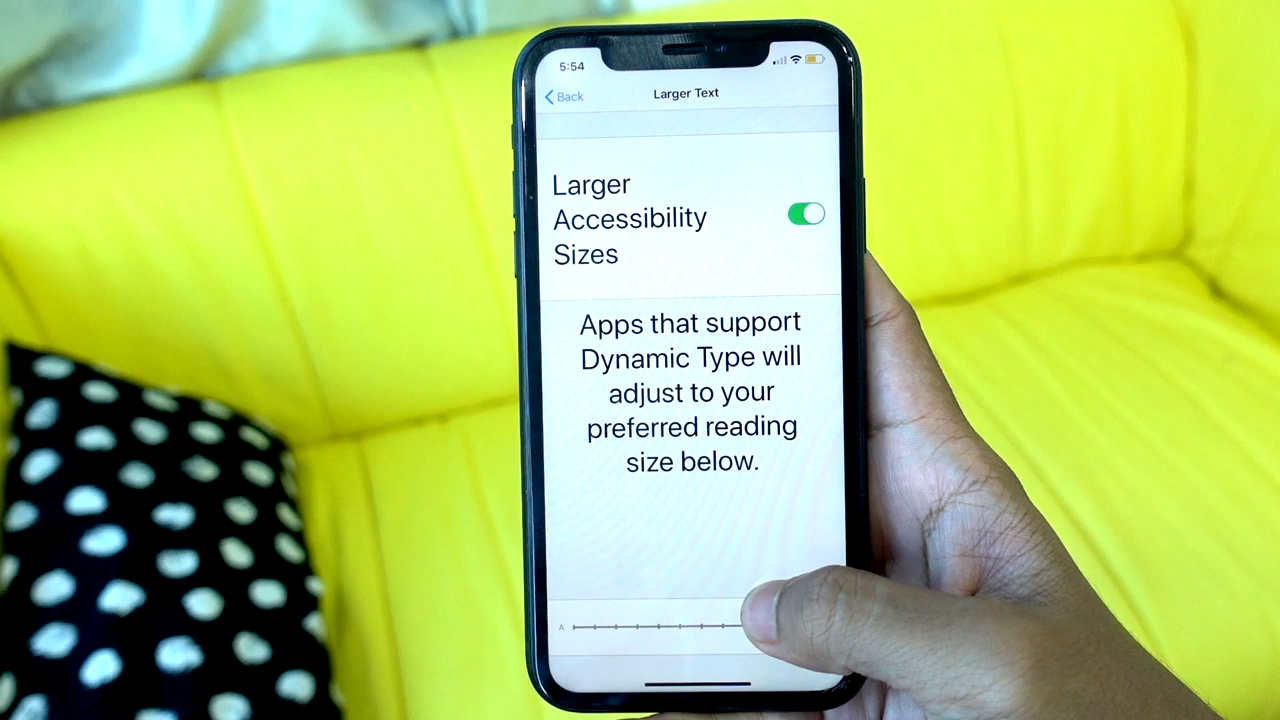 5:54
Back
Larger Text
Larger
Accessibility
Sizes
Apps that support
Dynamic Type will
adjust to your
preferred reading
size below.
A